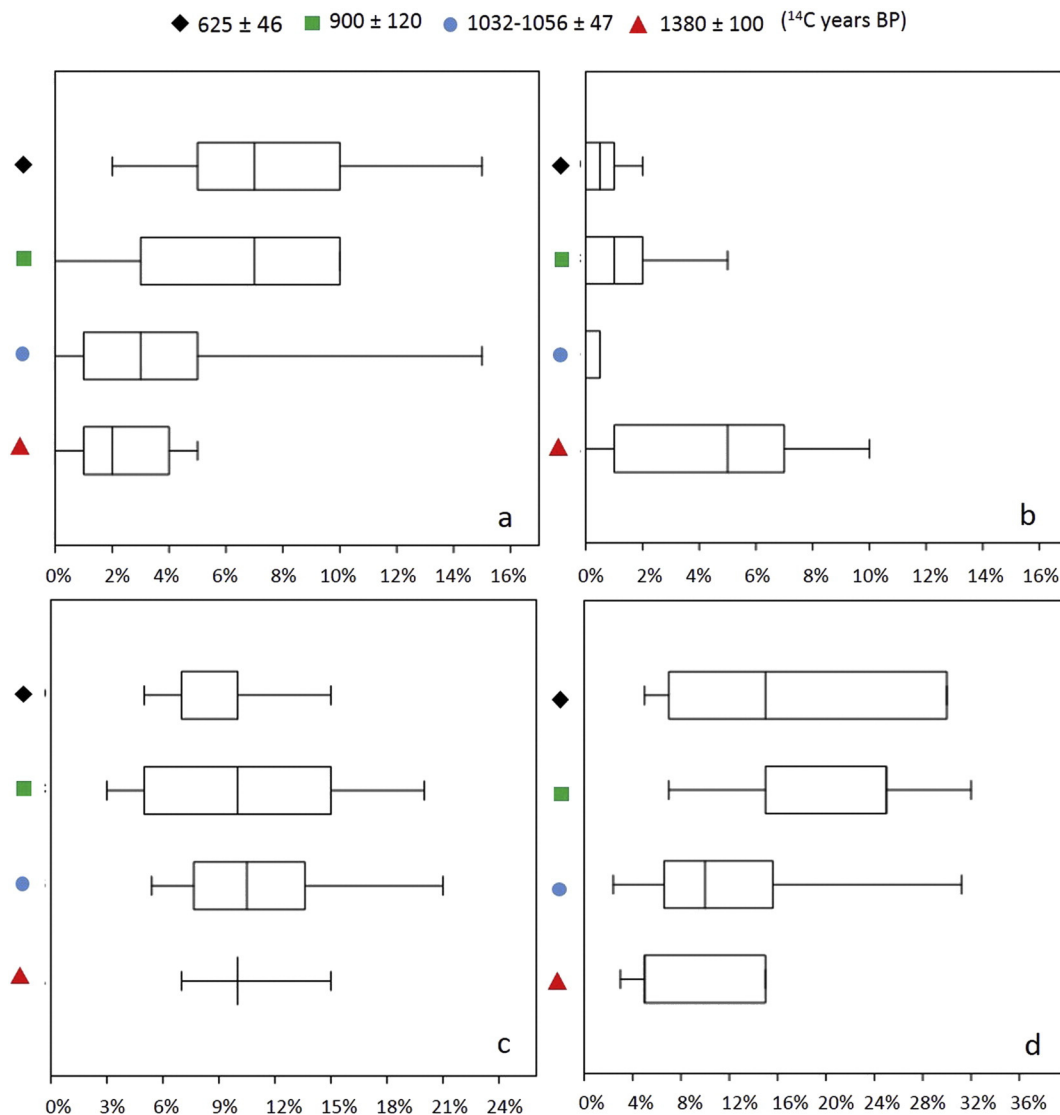 625 ± 46 900 ± 120 1032-1056 ± 47 1380 ± 100 (¹⁴C years BP)
a
b
0% 2% 4% 6% 8% 10% 12% 14% 16%
0% 2% 4% 6% 8% 10% 12% 14% 16%
c
d
0% 3% 6% 9% 12% 15% 18% 21% 24%
0% 4% 8% 12% 16% 20% 24% 28% 32% 36%